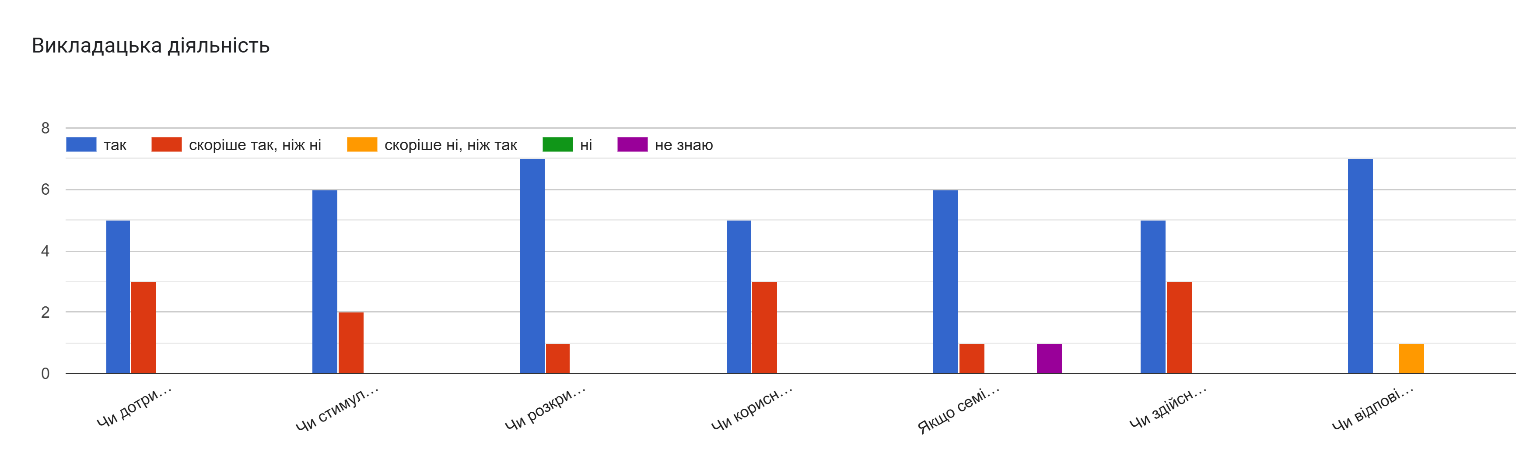 Викладацька діяльність
8
так скоріше так, ніж ні скоріше ні, ніж так ні не знаю
6
4
2
0
Чи дотри… Чи стимул… Чи розкри… Чи корисн… Якщо семі… Чи здійсн… Чи відпові…